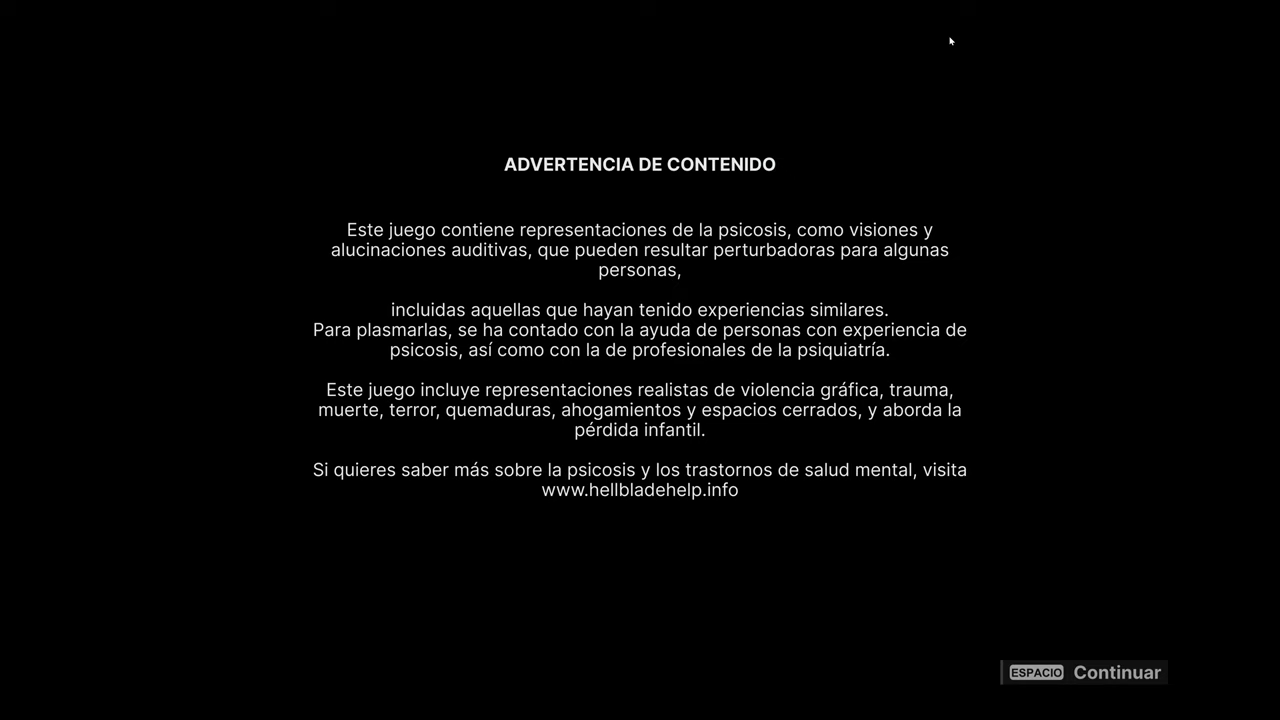 ADVERTENCIA DE CONTENIDO
Este juego contiene representaciones de la psicosis, como visiones y
alucinaciones auditivas, que pueden resultar perturbadoras para algunas
personas,
incluidas aquellas que hayan tenido experiencias similares.
Para plasmarlas, se ha contado con la ayuda de personas con experiencia de
psicosis, así como con la de profesionales de la psiquiatría.
Este juego incluye representaciones realistas de violencia gráfica, trauma,
muerte, terror, quemaduras, ahogamientos y espacios cerrados, y aborda la
pérdida infantil.
Si quieres saber más sobre la psicosis y los trastornos de salud mental, visita
www.hellbladehelp.info
ESPACIO Continuar